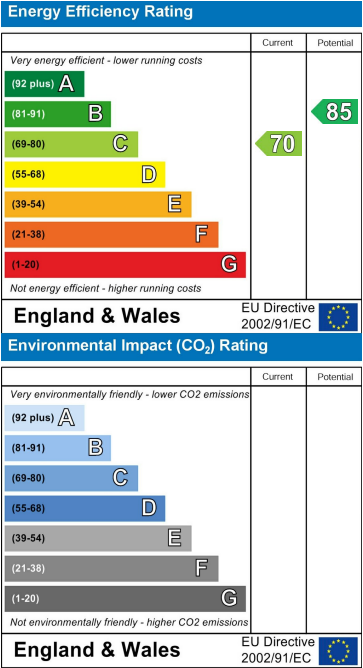 Energy Efficiency Rating
Current Potential
Very energy efficient - lower running costs
(92 plus) A
(81-91) B
85
(69-80) C
70
(55-68) D
(39-54) E
(21-38) F
(1-20) G
Not energy efficient - higher running costs
England & Wales
EU Directive
2002/91/EC
Environmental Impact (CO₂) Rating
Current Potential
Very environmentally friendly - lower CO2 emissions
(92 plus) A
(81-91) B
(69-80) C
(55-68) D
(39-54) E
(21-38) F
(1-20) G
Not environmentally friendly - higher CO2 emissions
England & Wales
EU Directive
2002/91/EC